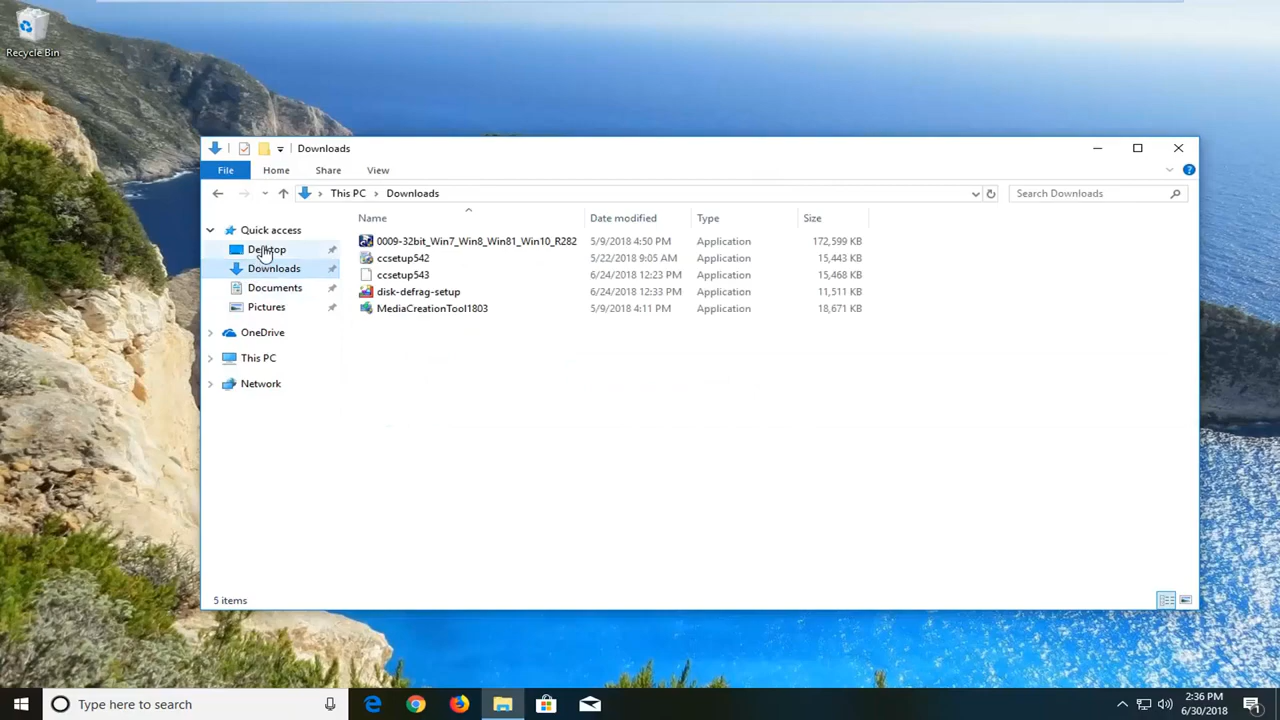 Recycle Bin
Downloads
File Home Share View
This PC Downloads
Search Downloads
Quick access
Desktop
Downloads
Documents
Pictures
OneDrive
This PC
Network
Name Date modified Type Size
0009-32bit_Win7_Win8_Win81_Win10_R282 5/9/2018 4:50 PM Application 172,599 KB
ccsetup542 5/22/2018 9:05 AM Application 15,443 KB
ccsetup543 6/24/2018 12:23 PM Application 15,468 KB
disk-defrag-setup 6/24/2018 12:33 PM Application 11,511 KB
MediaCreationTool1803 5/9/2018 4:11 PM Application 18,671 KB
5 items
Type here to search
2:36 PM
6/30/2018
1